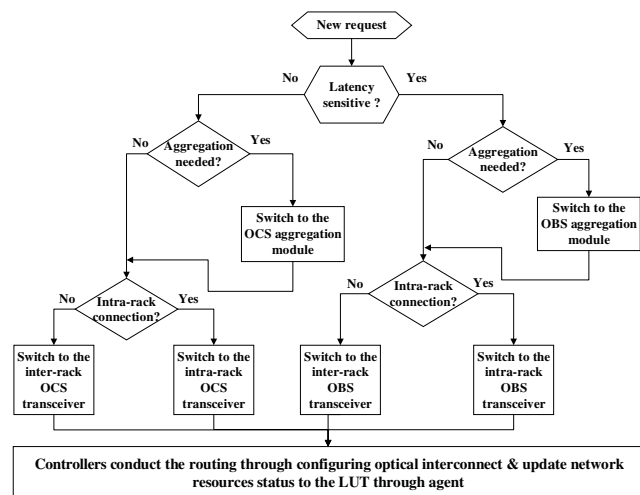 New request
No
Latency
sensitive ?
Yes
No
Aggregation
needed?
Yes
No
Aggregation
needed?
Yes
Switch to the
OCS aggregation
module
Switch to the
OBS aggregation
module
No
Intra-rack
connection?
Yes
No
Intra-rack
connection?
Yes
Switch to the
inter-rack
OCS
transceiver
Switch to the
intra-rack
OCS
transceiver
Switch to the
inter-rack
OBS
transceiver
Switch to the
intra-rack
OBS
transceiver
Controllers conduct the routing through configuring optical interconnect & update network
resources status to the LUT through agent